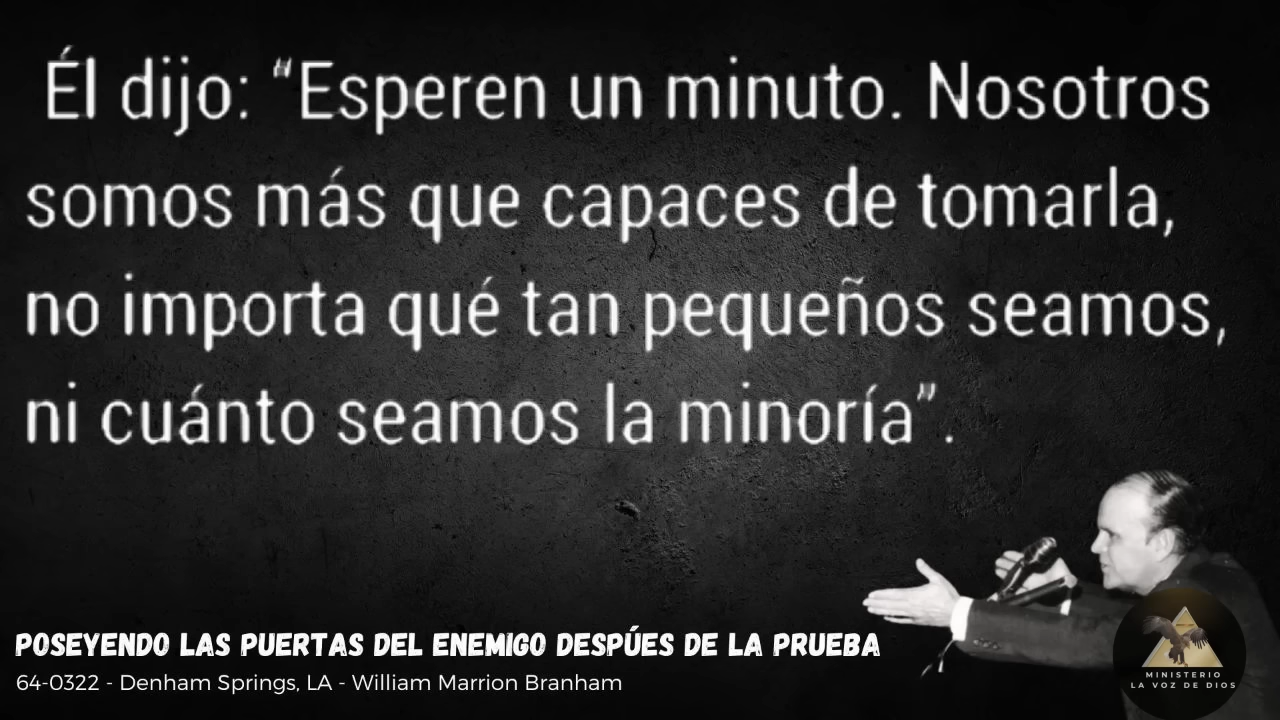 Él dijo: “Esperen un minuto. Nosotros
somos más que capaces de tomarla,
no importa qué tan pequeños seamos,
ni cuánto seamos la minoría”.
POSEYENDO LAS PUERTAS DEL ENEMIGO DESPÚES DE LA PRUEBA
64-0322 - Denham Springs, LA - William Marrion Branham
MINISTERIO
LA VOZ DE DIOS